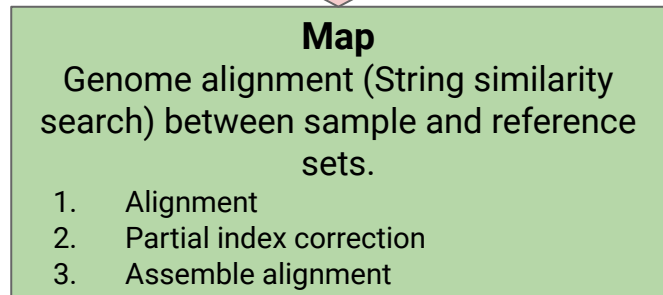 Map
Genome alignment (String similarity
search) between sample and reference
sets.
1. Alignment
2. Partial index correction
3. Assemble alignment